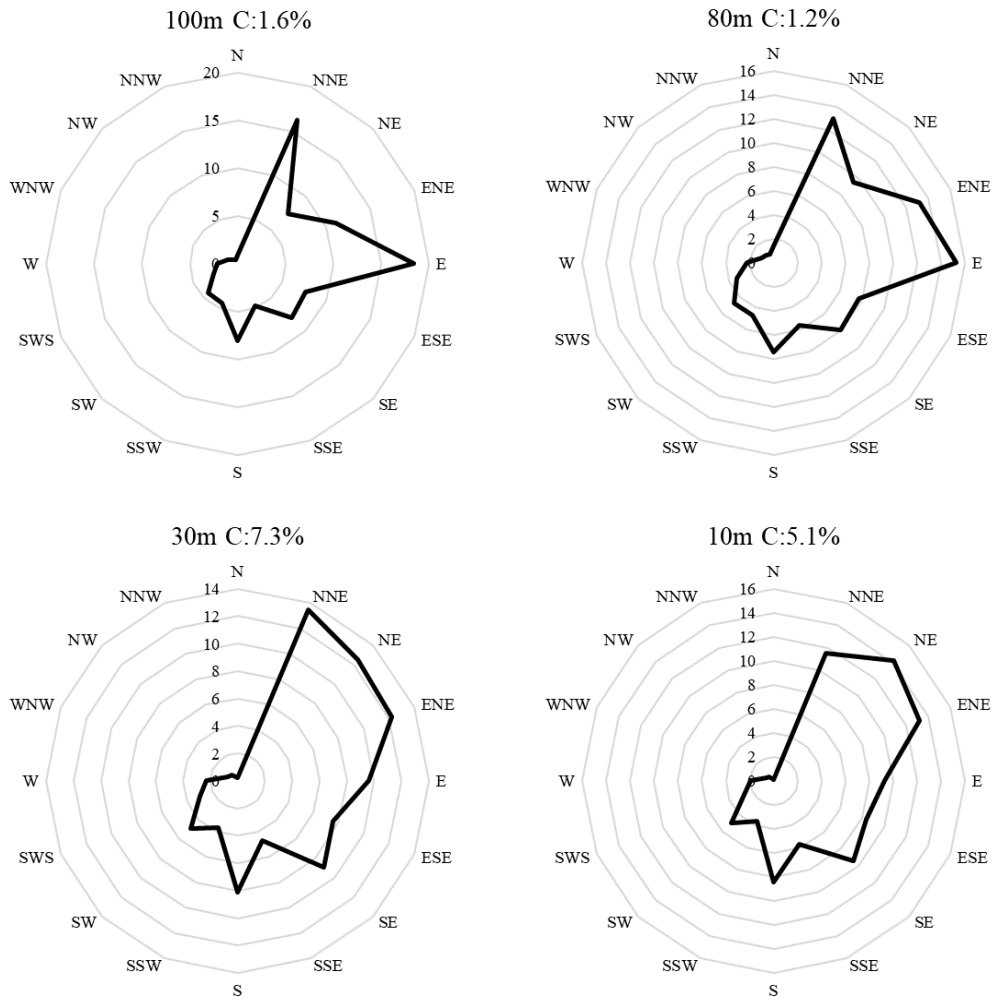 100m C:1.6%
N
NNE
NE
ENE
E
ESE
SE
SSE
S
SSW
SW
SWS
W
WNW
NW
NNW
20
15
10
5
0
80m C:1.2%
N
NNE
NE
ENE
E
ESE
SE
SSE
S
SSW
SW
SWS
W
WNW
NW
NNW
16
14
12
10
8
6
4
2
0
30m C:7.3%
N
NNE
NE
ENE
E
ESE
SE
SSE
S
SSW
SW
SWS
W
WNW
NW
NNW
14
12
10
8
6
4
2
0
10m C:5.1%
N
NNE
NE
ENE
E
ESE
SE
SSE
S
SSW
SW
SWS
W
WNW
NW
NNW
16
14
12
10
8
6
4
2
0